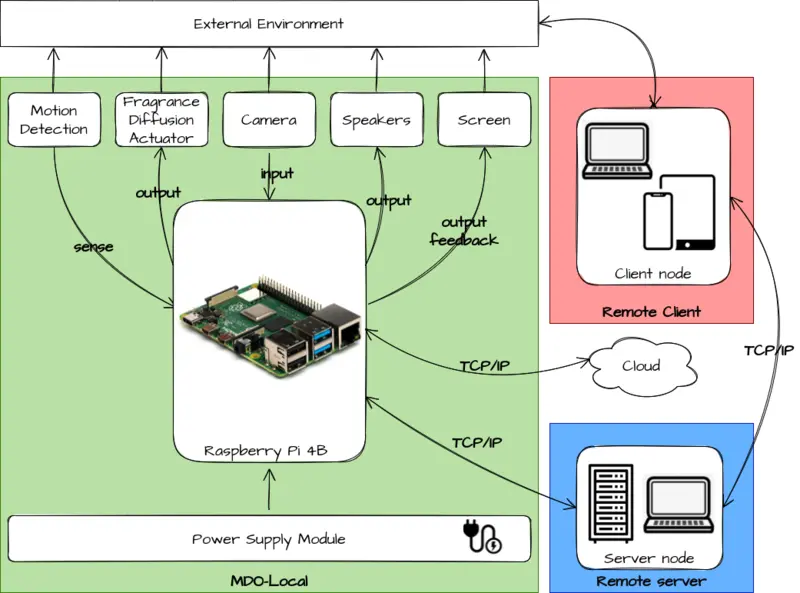 External Environment
Motion
Detection
Fragrance
Diffusion
Actuator
Camera
Speakers
Screen
input
output
output
output
feedback
sense
Client node
Remote Client
TCP/IP
Cloud
TCP/IP
TCP/IP
Raspberry Pi 4B
Power Supply Module
Server node
MDO-Local
Remote server